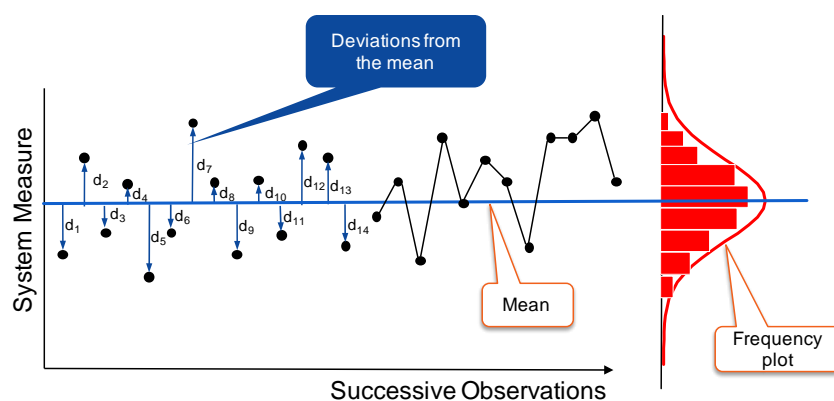 Deviations from
the mean
System Measure
d1
d2
d3
d4
d5
d6
d7
d8
d9
d10
d11
d12
d13
d14
Mean
Frequency
plot
Successive Observations